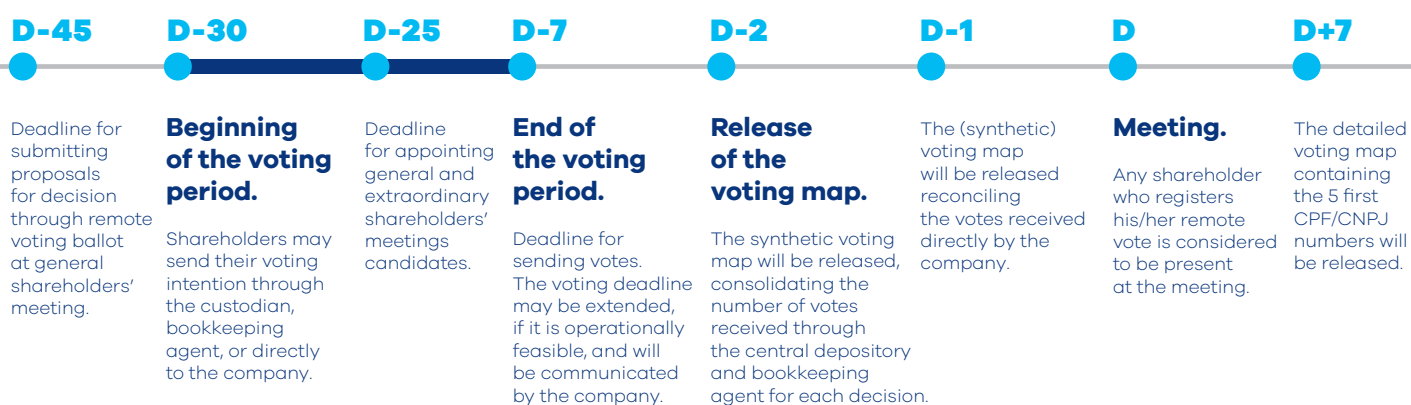 D-45
D-30
D-25
D-7
D-2
D-1
D
D+7
Deadline for
submitting
proposals
for decision
through remote
voting ballot
at general
shareholders’
meeting.
Beginning
of the voting
period.
Shareholders may
send their voting
intention through
the custodian,
bookkeeping
agent, or directly
to the company.
Deadline
for appointing
general and
extraordinary
shareholders’
meetings
candidates.
End of
the voting
period.
Deadline for
sending votes.
The voting deadline
may be extended,
if it is operationally
feasible, and will
be communicated
by the company.
Release
of the
voting map.
The synthetic voting
map will be released,
consolidating the
number of votes
received through
the central depository
and bookkeeping
agent for each decision.
The (synthetic)
voting map
will be released
reconciling
the votes received
directly by the
company.
Meeting.
Any shareholder
who registers
his/her remote
vote is considered
to be present
at the meeting.
The detailed
voting map
containing
the 5 first
CPF/CNPJ
numbers will
be released.